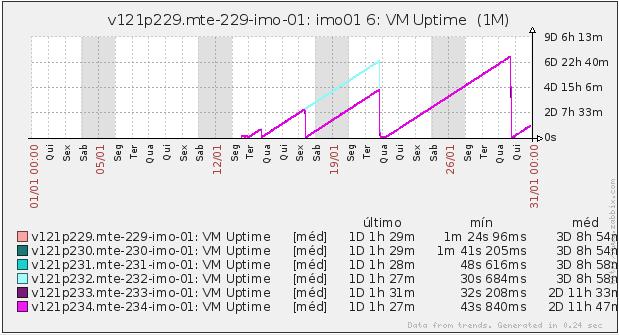 v121p229.mte-229-imo-01: imo01 6: VM Uptime (1M)
9D 6h 13m
6D 22h 40m
4D 15h 6m
2D 7h 33m
0s
01/01 00:00 Qui Sex Sab 05/01 Seg Ter Qua Qui Sex Sab 12/01 Seg Ter Qua Qui Sex Sab 19/01 Seg Ter Qua Qui Sex Sab 26/01 Seg Ter Qua Qui 31/01 00:00
último mín méd
v121p229.mte-229-imo-01: VM Uptime [méd] 1D 1h 29m 1m 24s 96ms 3D 8h 54m
v121p230.mte-230-imo-01: VM Uptime [méd] 1D 1h 29m 1m 41s 205ms 3D 8h 54m
v121p231.mte-231-imo-01: VM Uptime [méd] 1D 1h 28m 48s 616ms 3D 8h 58m
v121p232.mte-232-imo-01: VM Uptime [méd] 1D 1h 27m 30s 684ms 3D 8h 58m
v121p233.mte-233-imo-01: VM Uptime [méd] 1D 1h 31m 32s 208ms 2D 11h 33m
v121p234.mte-234-imo-01: VM Uptime [méd] 1D 1h 27m 43s 840ms 2D 11h 47m
Data from trends. Generated in 0.24 sec